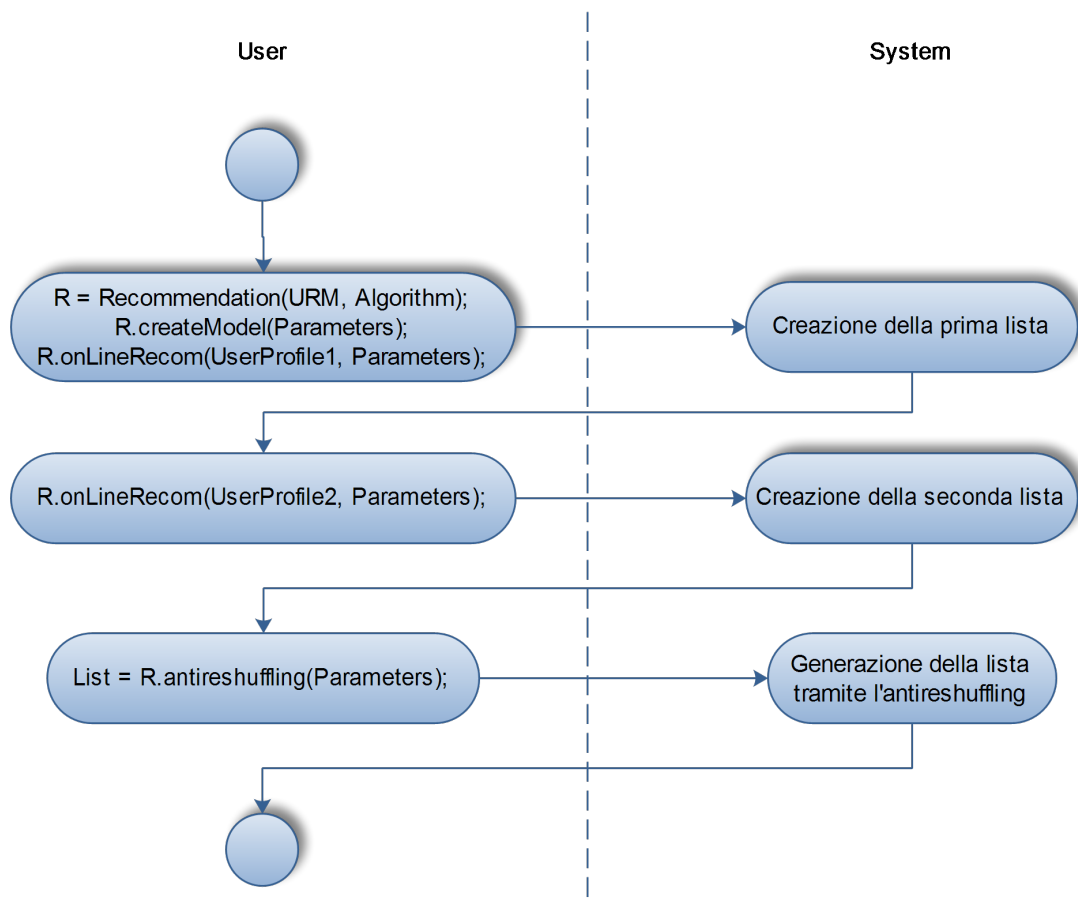 User
System
R = Recommendation(URM, Algorithm);
R.createModel(Parameters);
R.onLineRecom(UserProfile1, Parameters);
Creazione della prima lista
R.onLineRecom(UserProfile2, Parameters);
Creazione della seconda lista
List = R.antireshuffling(Parameters);
Generazione della lista
tramite l'antireshuffling